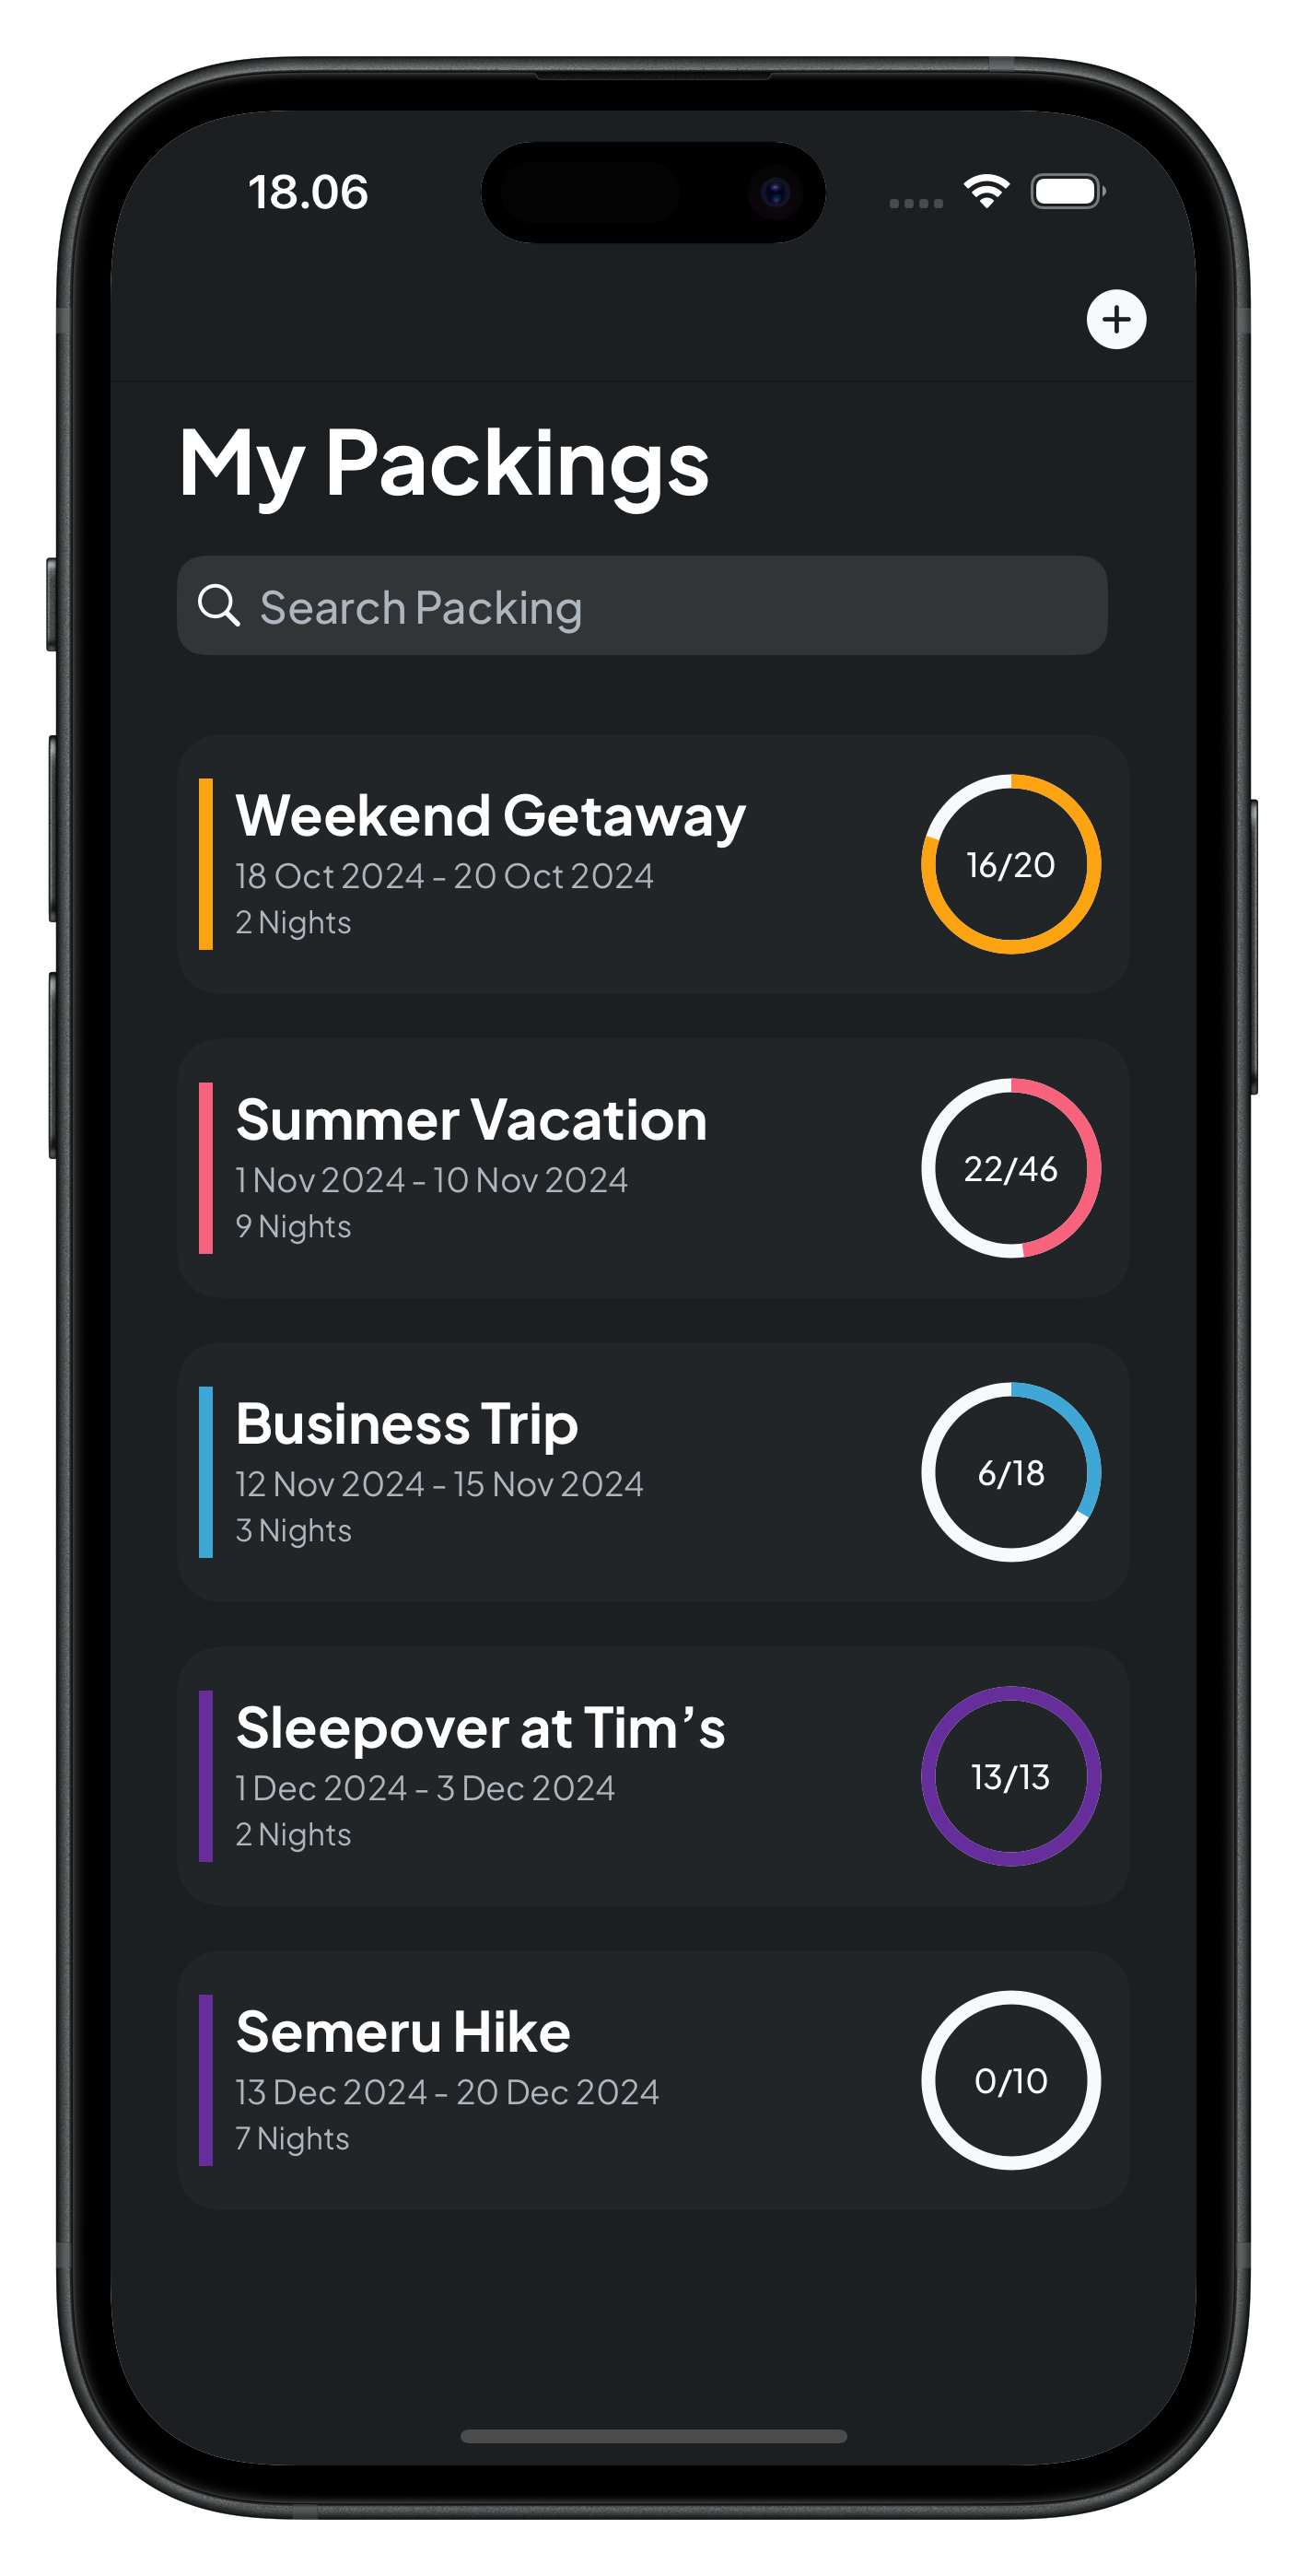 18.06
My Packings
Search Packing
Weekend Getaway
18 Oct 2024 - 20 Oct 2024
2 Nights
16/20
Summer Vacation
1 Nov 2024 - 10 Nov 2024
9 Nights
22/46
Business Trip
12 Nov 2024 - 15 Nov 2024
3 Nights
6/18
Sleepover at Tim’s
1 Dec 2024 - 3 Dec 2024
2 Nights
13/13
Semeru Hike
13 Dec 2024 - 20 Dec 2024
7 Nights
0/10